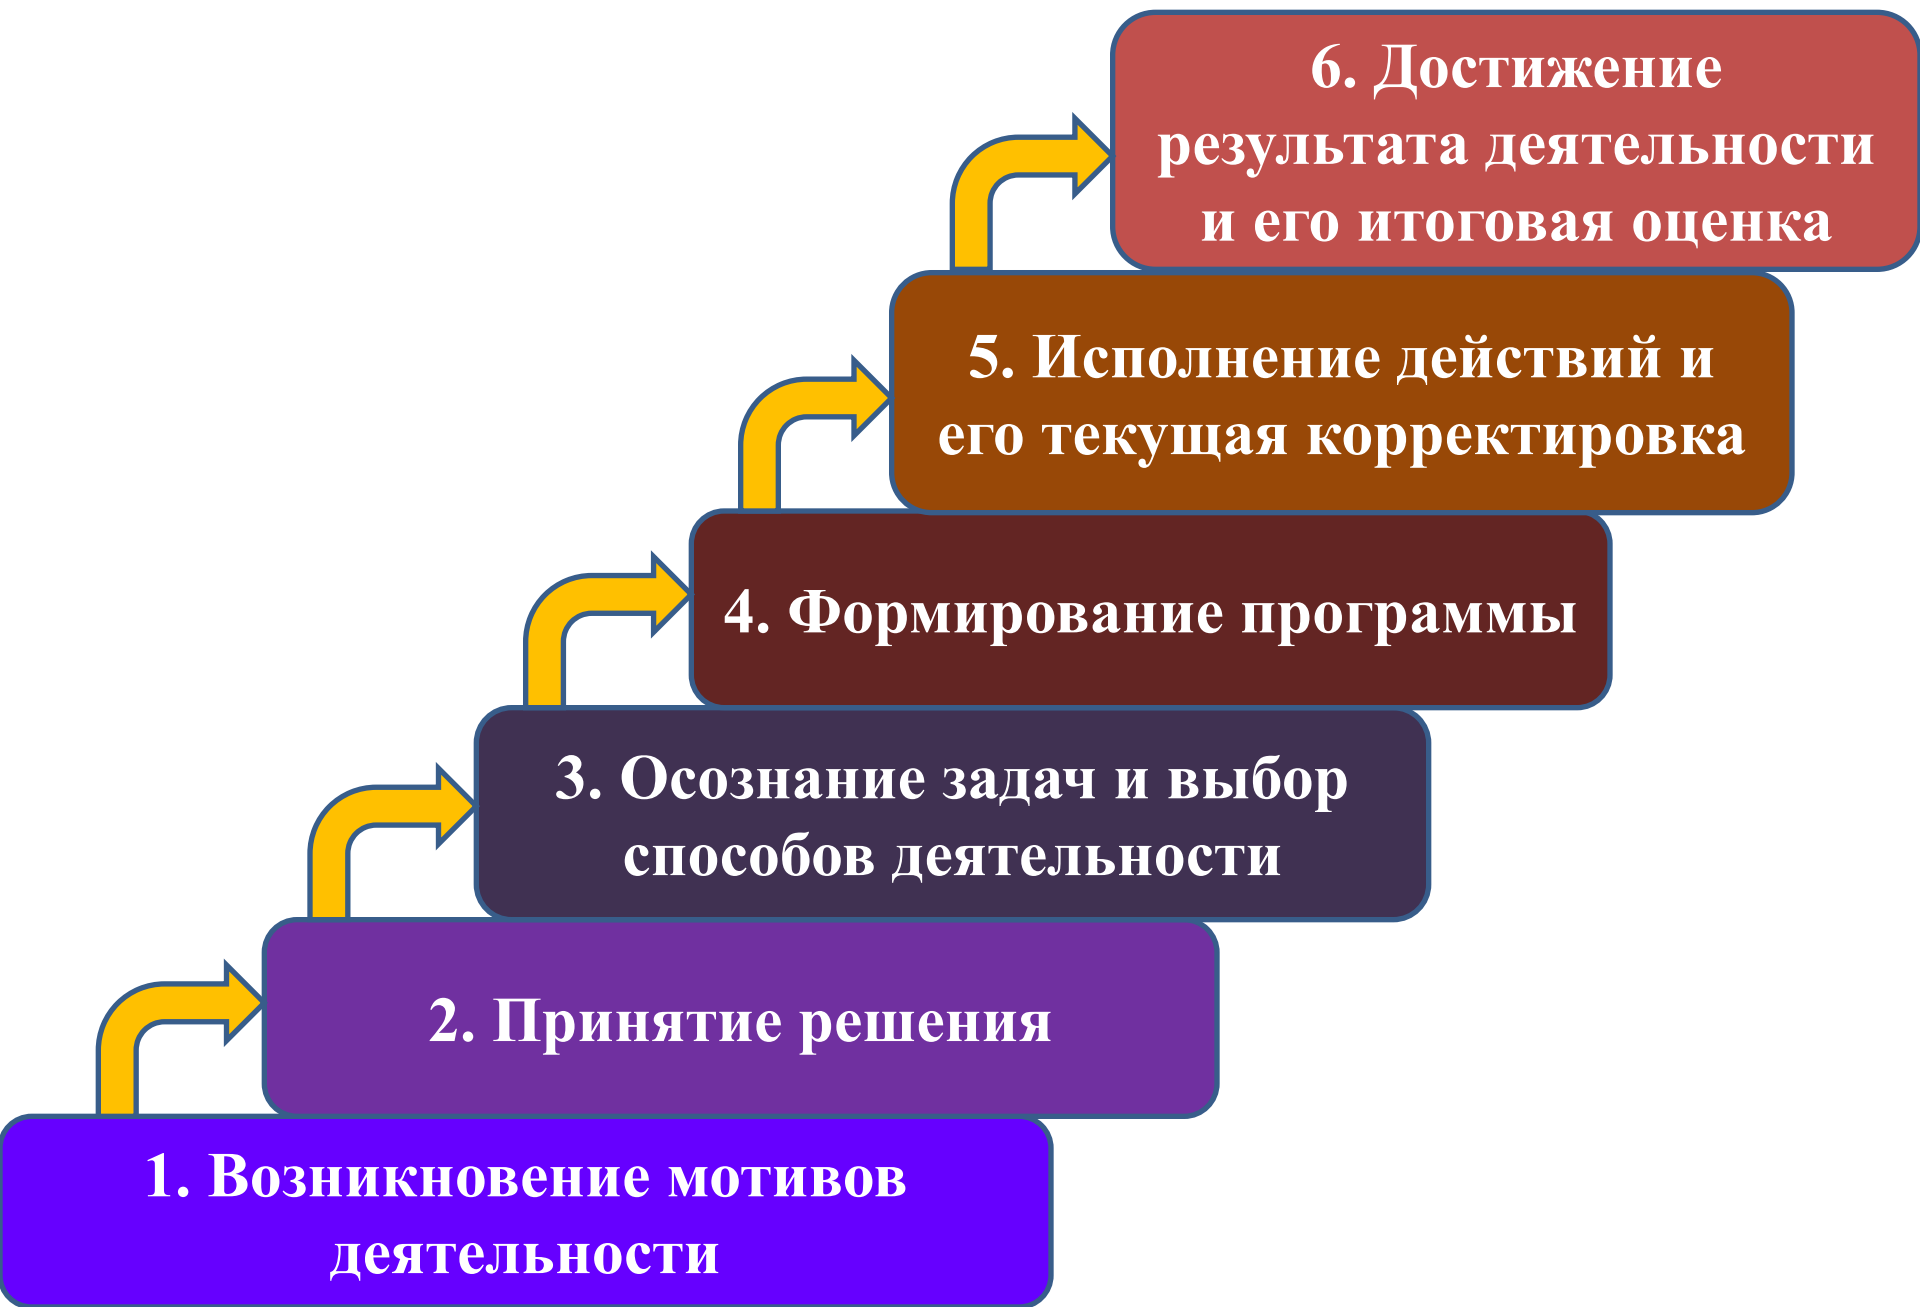 6. Достижение
результата деятельности
и его итоговая оценка
5. Исполнение действий и
его текущая корректировка
4. Формирование программы
3. Осознание задач и выбор
способов деятельности
2. Принятие решения
1. Возникновение мотивов
деятельности